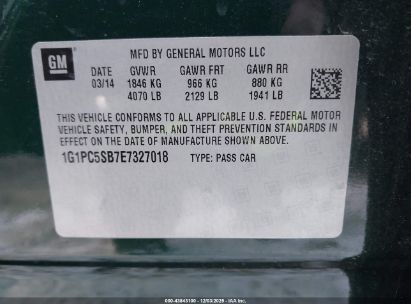 GM
MFD BY GENERAL MOTORS LLC
DATE GVWR GAWR FRT GAWR RR
03/14 1846 KG 966 KG 880 KG
4070 LB 2129 LB 1941 LB
THIS VEHICLE CONFORMS TO ALL APPLICABLE U.S. FEDERAL MOTOR
VEHICLE SAFETY, BUMPER, AND THEFT PREVENTION STANDARDS IN
EFFECT ON THE DATE OF MANUFACTURE SHOWN ABOVE.
1G1PC5SB7E7327018 TYPE: PASS CAR